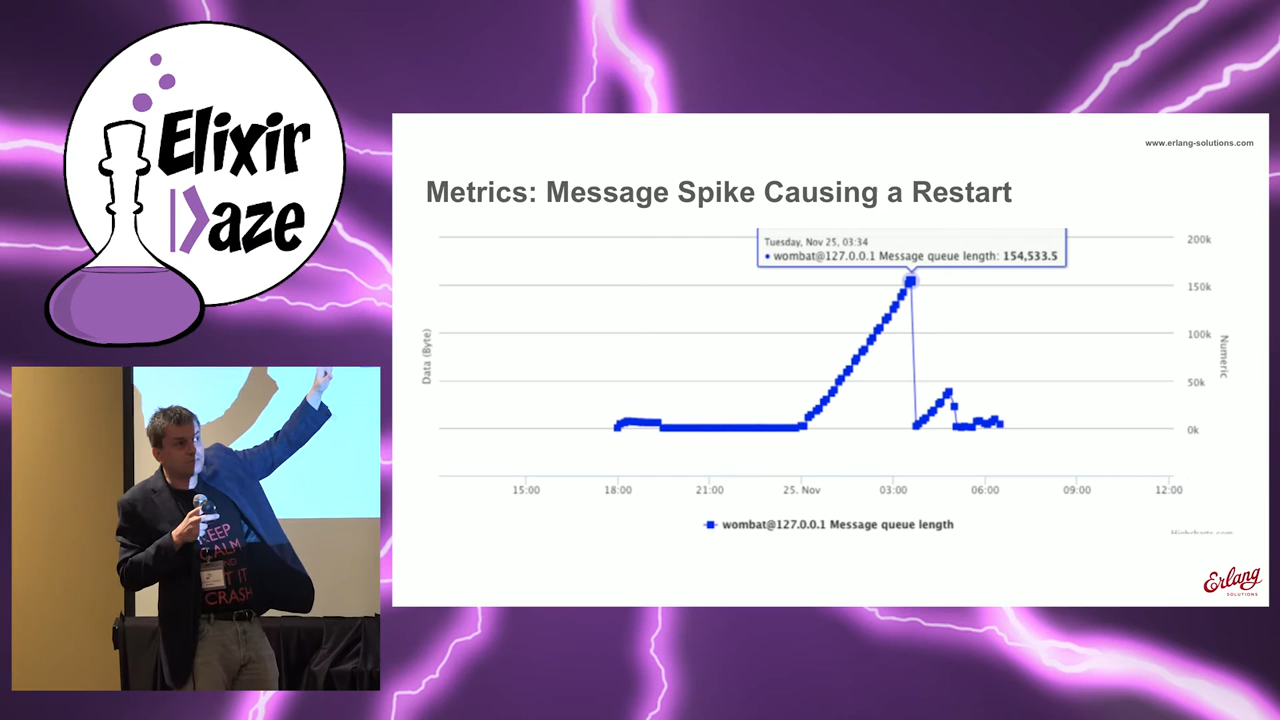 Elixir
Daze
www.erlang-solutions.com
Metrics: Message Spike Causing a Restart
Tuesday, Nov 25, 03:34
• wombat@127.0.0.1 Message queue length: 154,533.5
200k
150k
100k
50k
0k
Data (Byte)
Numeric
15:00 18:00 21:00 25. Nov 03:00 06:00 09:00 12:00
wombat@127.0.0.1 Message queue length
Erlang
SOLUTIONS
KEEP
CALM
AND
IT
CRASH